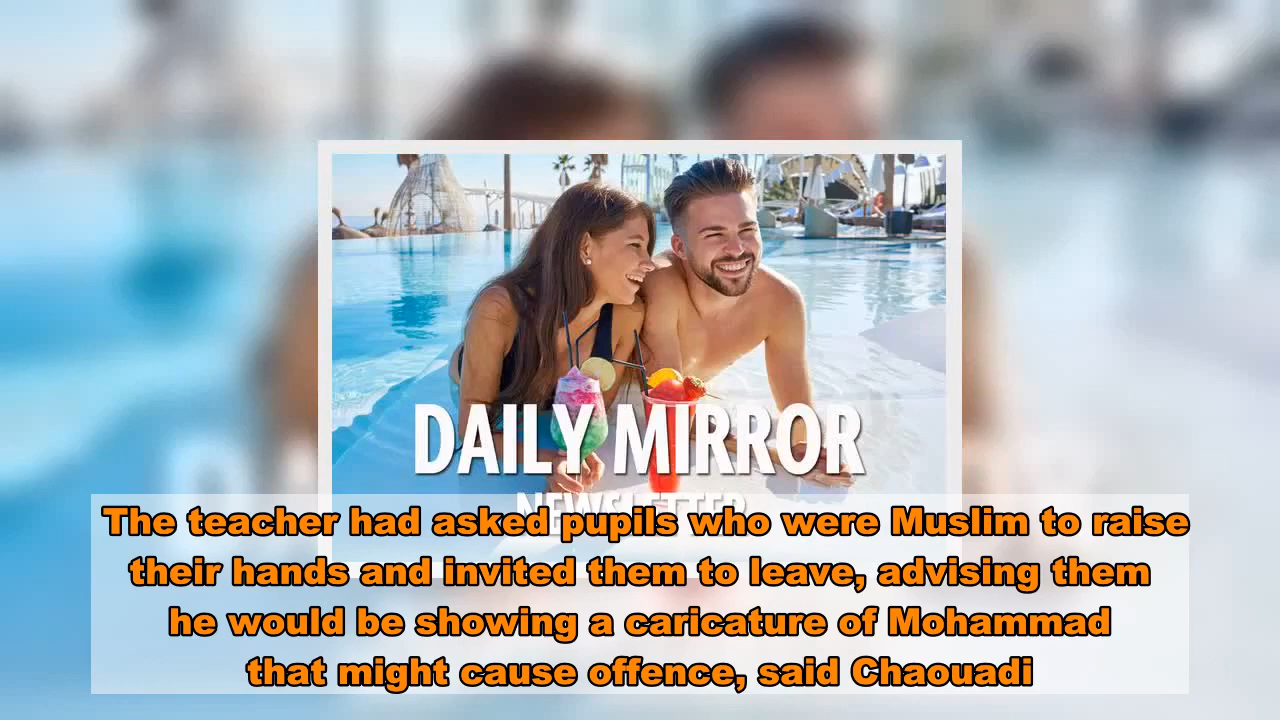 DAILY MIRROR
NEWSLETTER
The teacher had asked pupils who were Muslim to raise
their hands and invited them to leave, advising them
he would be showing a caricature of Mohammad
that might cause offence, said Chaouadi